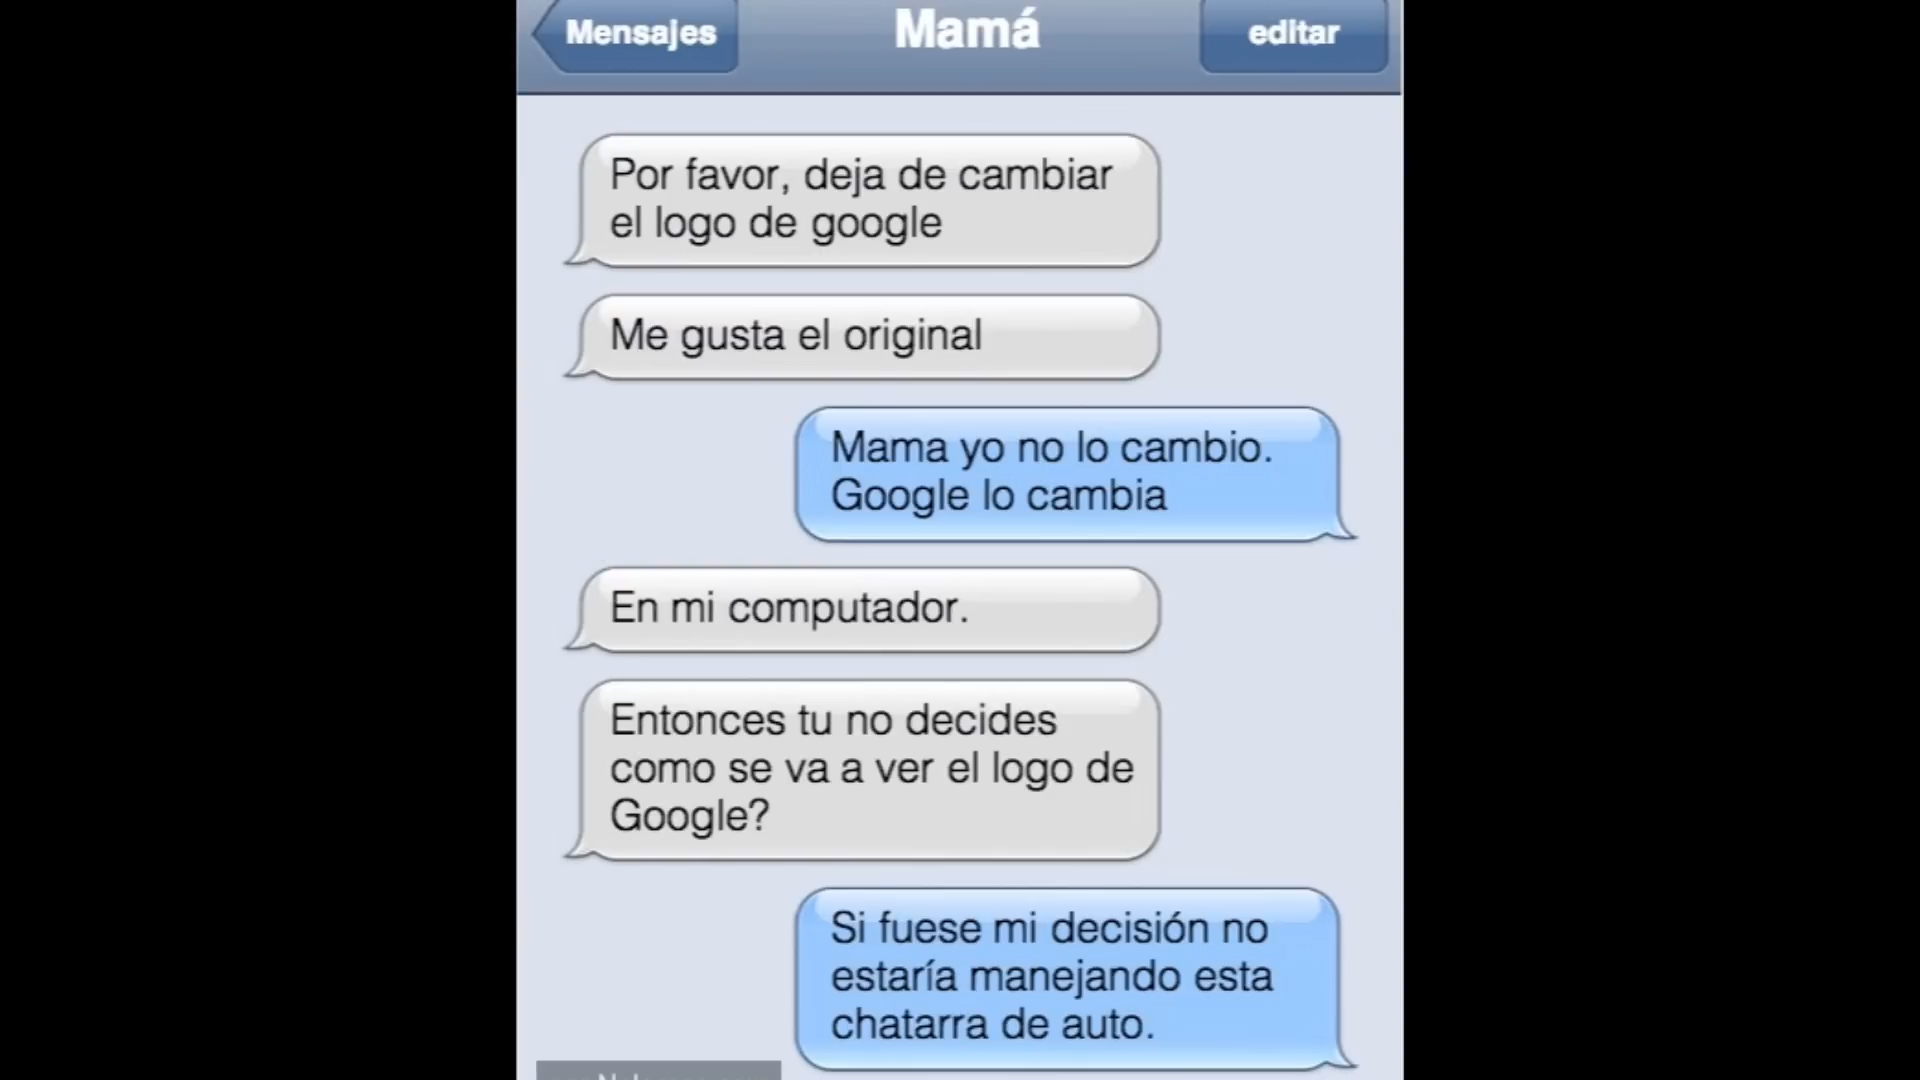 Mensajes
Mamá
editar
Por favor, deja de cambiar
el logo de google
Me gusta el original
Mama yo no lo cambio.
Google lo cambia
En mi computador.
Entonces tu no decides
como se va a ver el logo de
Google?
Si fuese mi decisión no
estaría manejando esta
chatarra de auto.